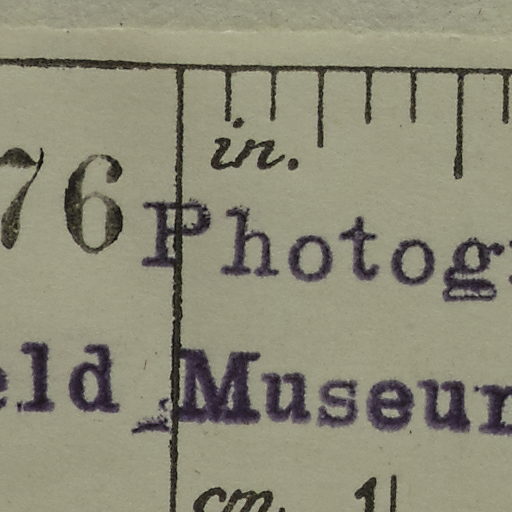 in.
76 Photog
eld Museum
cm. 1